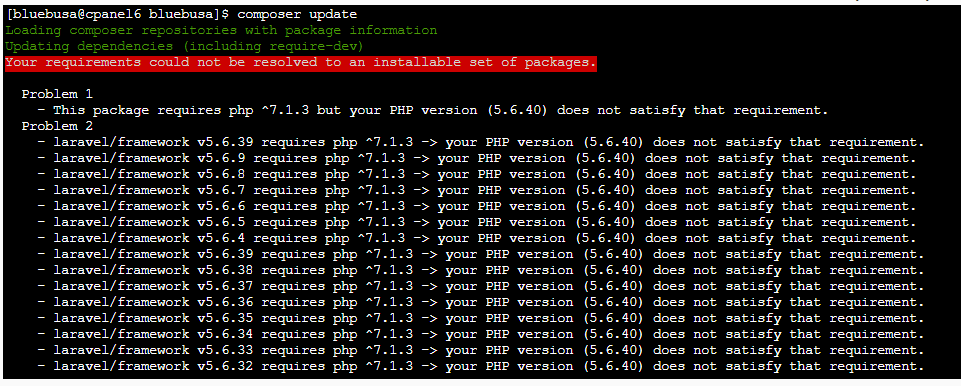 [bluebusa@cpanel6 bluebusa]$ composer update
Loading composer repositories with package information
Updating dependencies (including require-dev)
Your requirements could not be resolved to an installable set of packages.
Problem 1
- This package requires php ^7.1.3 but your PHP version (5.6.40) does not satisfy that requirement.
Problem 2
- laravel/framework v5.6.39 requires php ^7.1.3 -> your PHP version (5.6.40) does not satisfy that requirement.
- laravel/framework v5.6.9 requires php ^7.1.3 -> your PHP version (5.6.40) does not satisfy that requirement.
- laravel/framework v5.6.8 requires php ^7.1.3 -> your PHP version (5.6.40) does not satisfy that requirement.
- laravel/framework v5.6.7 requires php ^7.1.3 -> your PHP version (5.6.40) does not satisfy that requirement.
- laravel/framework v5.6.6 requires php ^7.1.3 -> your PHP version (5.6.40) does not satisfy that requirement.
- laravel/framework v5.6.5 requires php ^7.1.3 -> your PHP version (5.6.40) does not satisfy that requirement.
- laravel/framework v5.6.4 requires php ^7.1.3 -> your PHP version (5.6.40) does not satisfy that requirement.
- laravel/framework v5.6.39 requires php ^7.1.3 -> your PHP version (5.6.40) does not satisfy that requirement.
- laravel/framework v5.6.38 requires php ^7.1.3 -> your PHP version (5.6.40) does not satisfy that requirement.
- laravel/framework v5.6.37 requires php ^7.1.3 -> your PHP version (5.6.40) does not satisfy that requirement.
- laravel/framework v5.6.36 requires php ^7.1.3 -> your PHP version (5.6.40) does not satisfy that requirement.
- laravel/framework v5.6.35 requires php ^7.1.3 -> your PHP version (5.6.40) does not satisfy that requirement.
- laravel/framework v5.6.34 requires php ^7.1.3 -> your PHP version (5.6.40) does not satisfy that requirement.
- laravel/framework v5.6.33 requires php ^7.1.3 -> your PHP version (5.6.40) does not satisfy that requirement.
- laravel/framework v5.6.32 requires php ^7.1.3 -> your PHP version (5.6.40) does not satisfy that requirement.